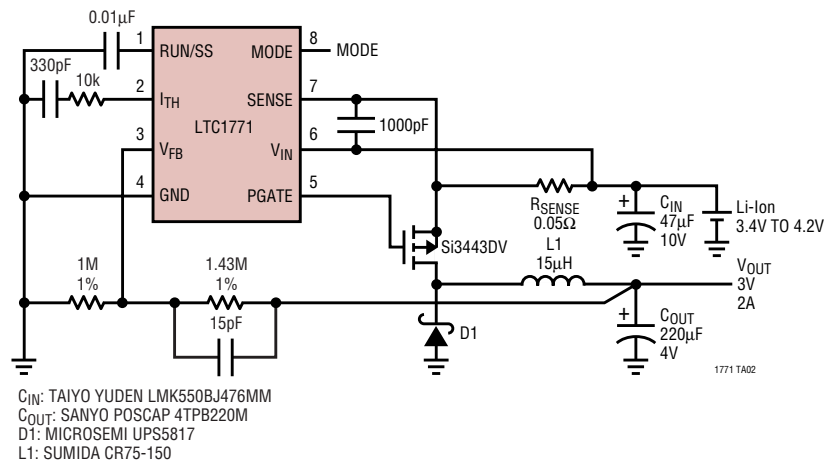 0.01µF
1
RUN/SS
MODE
8
MODE
330pF
10k
2
ITH
SENSE
7
LTC1771
1000pF
3
VFB
VIN
6
4
GND
PGATE
5
RSENSE
0.05Ω
CIN
47µF
10V
Li-Ion
3.4V TO 4.2V
Si3443DV
L1
15µH
VOUT
3V
2A
1M
1%
1.43M
1%
15pF
D1
COUT
220µF
4V
1771 TA02
CIN: TAIYO YUDEN LMK550BJ476MM
COUT: SANYO POSCAP 4TPB220M
D1: MICROSEMI UPS5817
L1: SUMIDA CR75-150